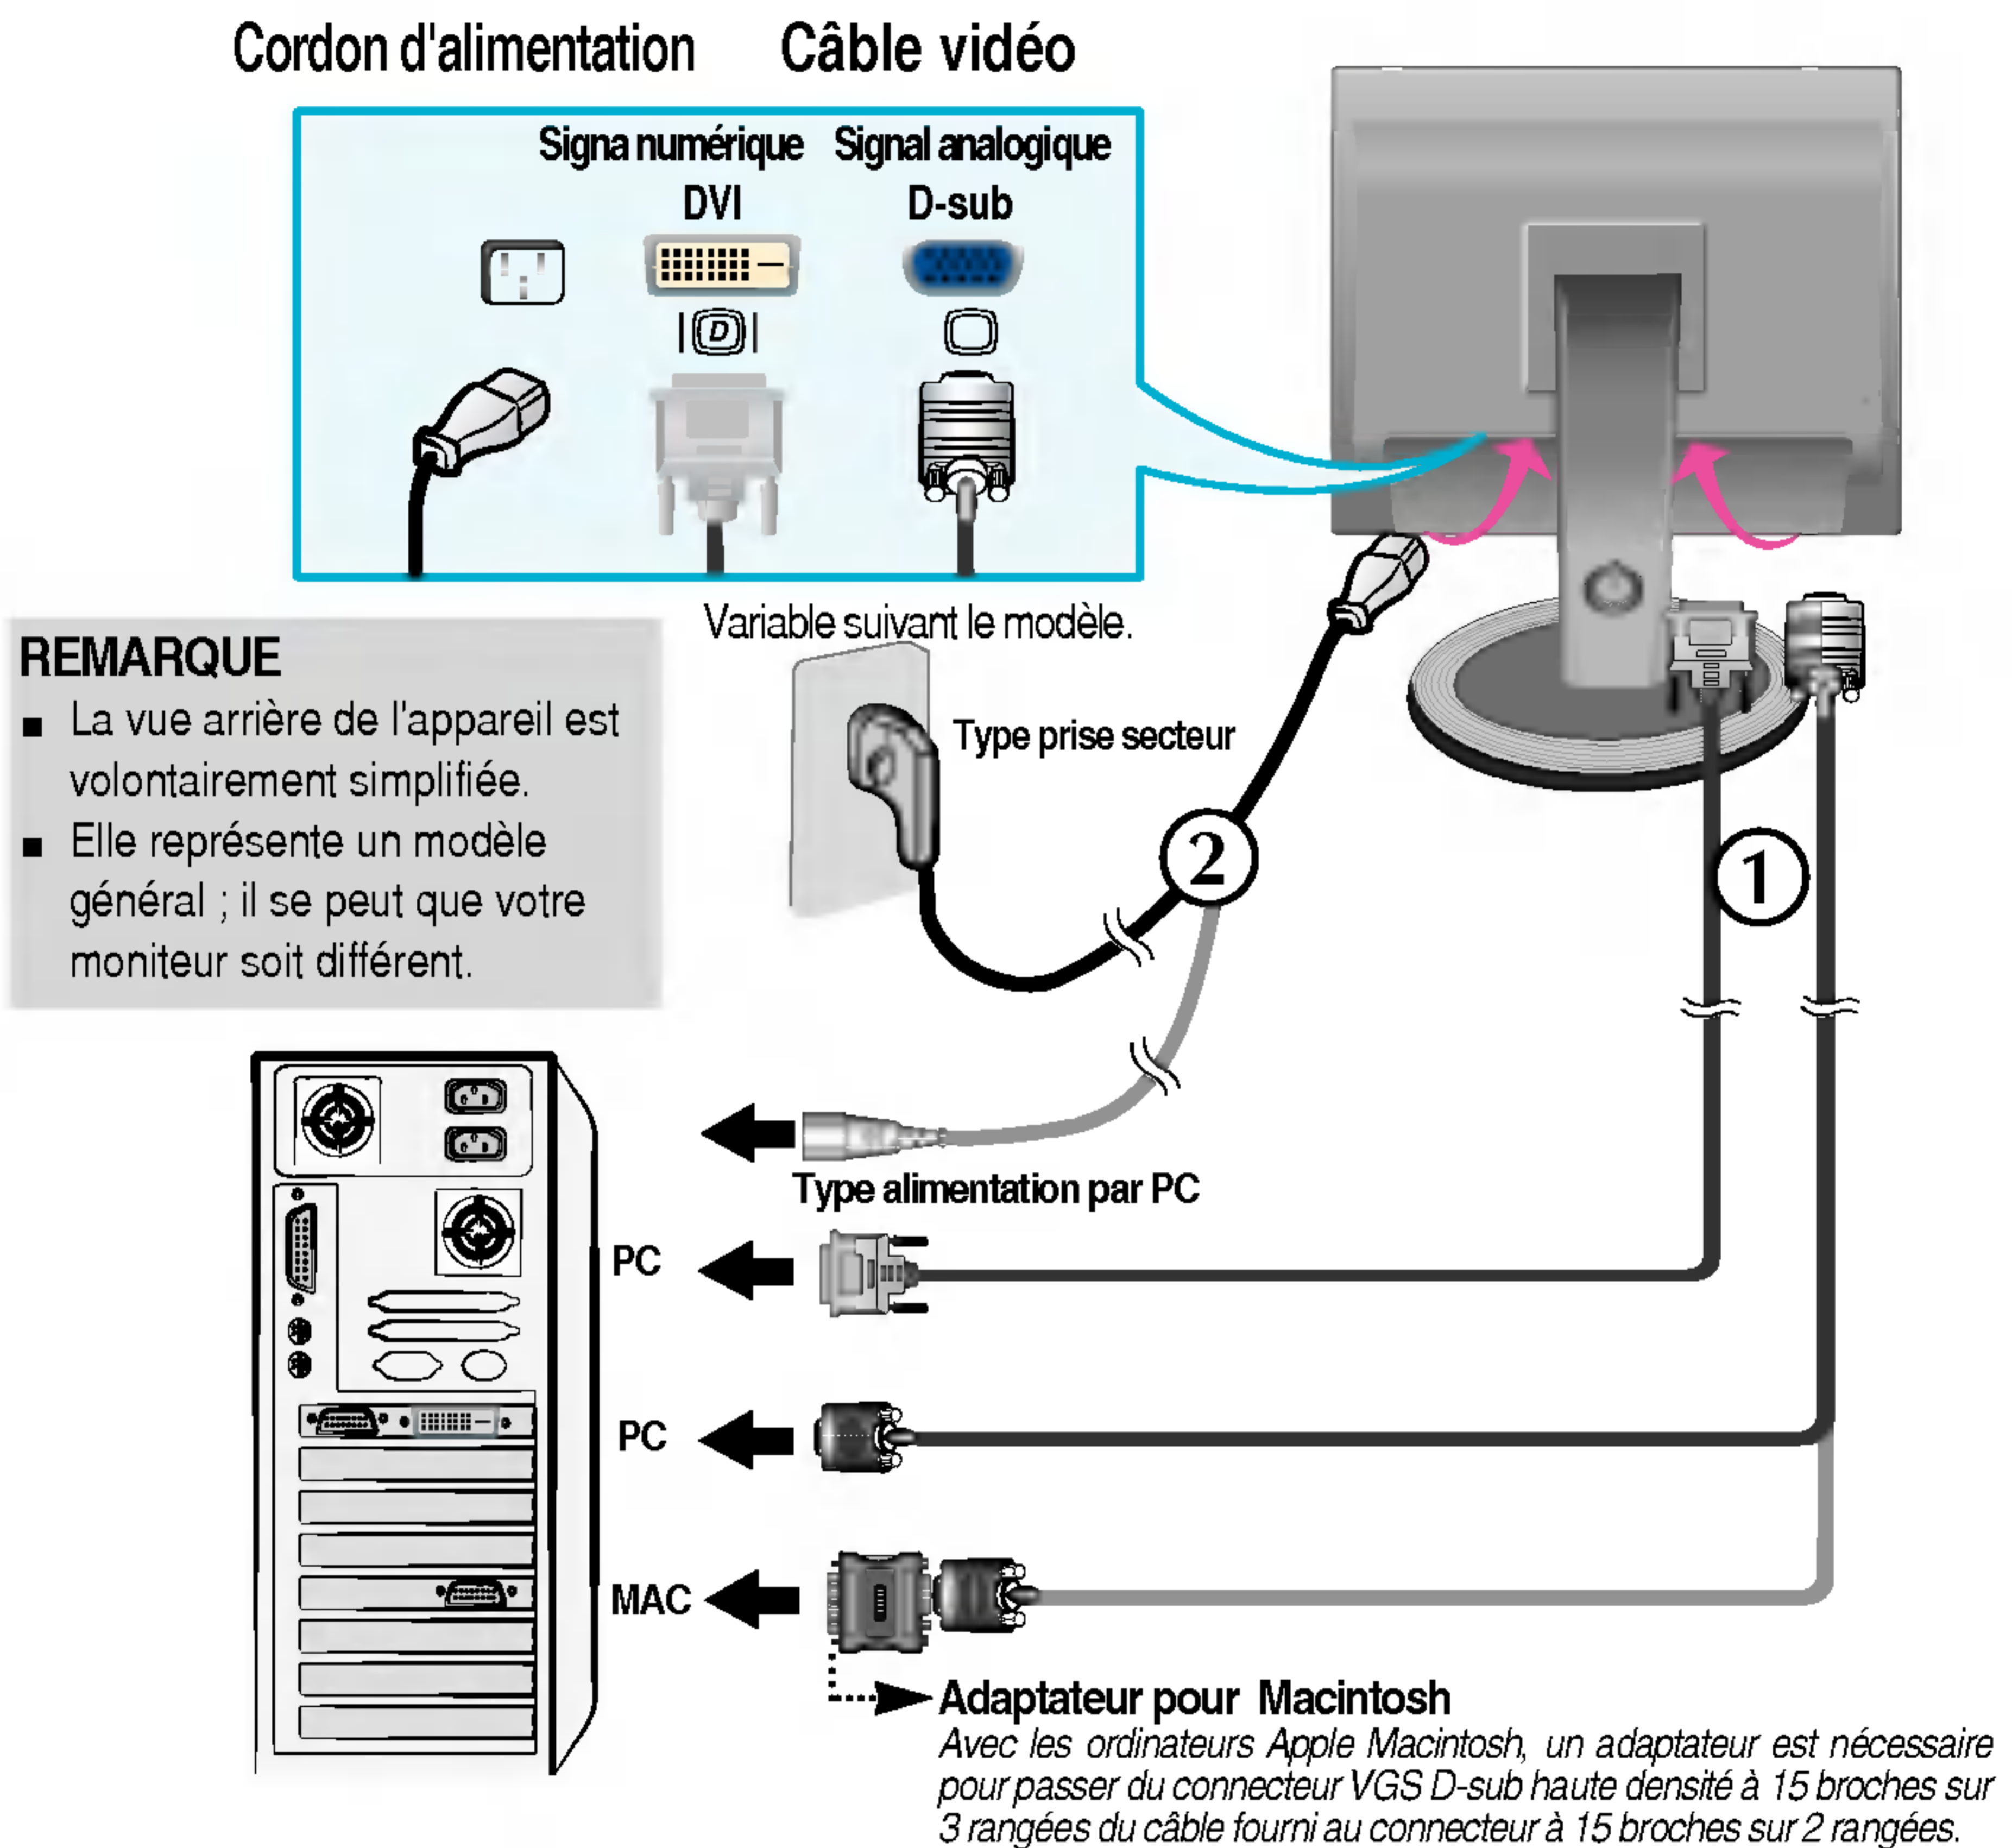 Cordon d'alimentation Câble vidéo
Signa numérique Signal analogique
DVI D-sub
D
Variable suivant le modèle.
REMARQUE
■ La vue arrière de l'appareil est
volontairement simplifiée.
■ Elle représente un modèle
général ; il se peut que votre
moniteur soit différent.
Type prise secteur
2
1
Type alimentation par PC
PC
PC
MAC
Adaptateur pour Macintosh
Avec les ordinateurs Apple Macintosh, un adaptateur est nécessaire
pour passer du connecteur VGS D-sub haute densité à 15 broches sur
3 rangées du câble fourni au connecteur à 15 broches sur 2 rangées.